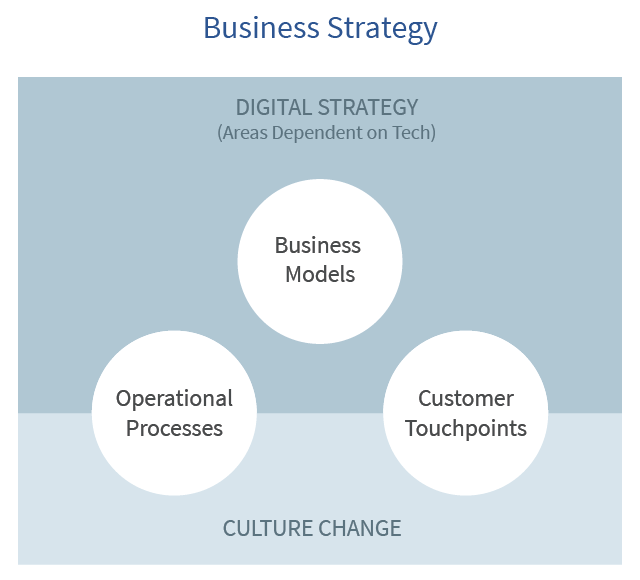 Business Strategy
DIGITAL STRATEGY
(Areas Dependent on Tech)
Business
Models
Operational
Processes
Customer
Touchpoints
CULTURE CHANGE